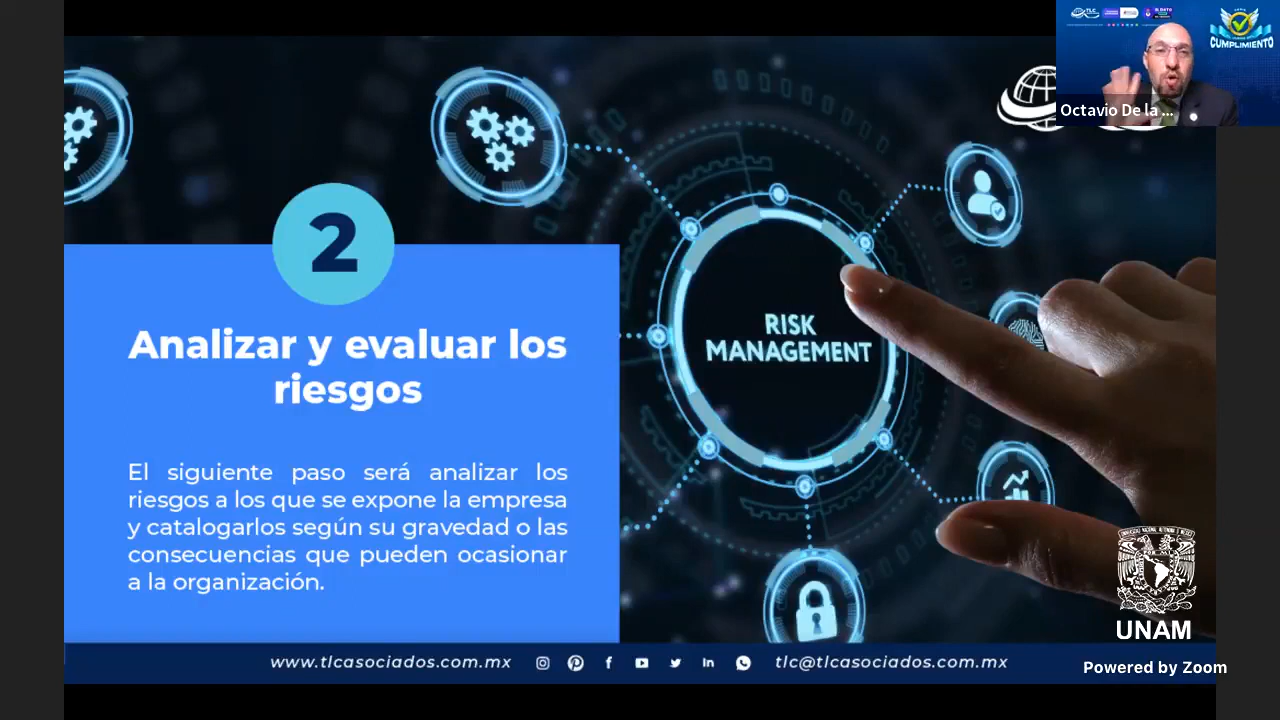 TLC
CUMPLIMIENTO
Octavio De la ...
2
Analizar y evaluar los
riesgos
El siguiente paso será analizar los
riesgos a los que se expone la empresa
y catalogarlos según su gravedad o las
consecuencias que pueden ocasionar
a la organización.
RISK
MANAGEMENT
UNAM
www.tlcasociados.com.mx
tlc@tlcasociados.com.mx
Powered by Zoom